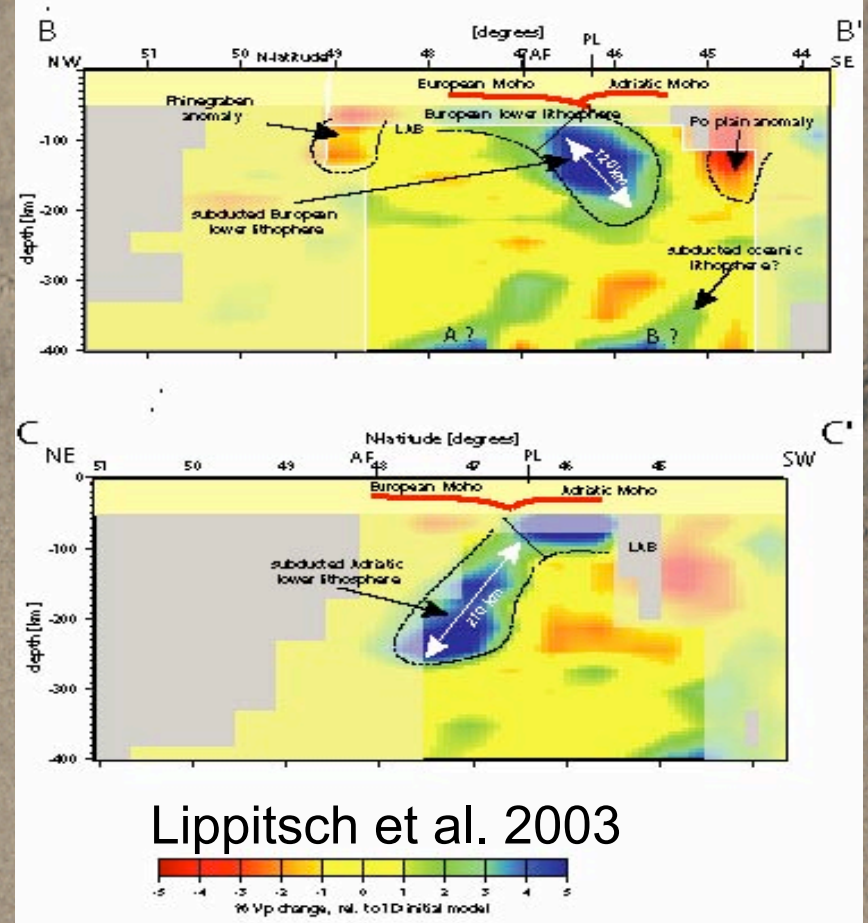 B
[degrees]
B'
NW
51
50
N-latitude
49
48
47
AF
PL
46
45
44
SE
European Moho
Adriatic Moho
Rhinegraben
anomaly
European lower lithosphere
LAB
Po plain anomaly
-100
120 km
-200
subducted European
lower lithophere
subducted oceanic
lithopshere?
depth [km]
-300
A ?
B ?
-400
C
N-latitude [degrees]
C'
NE
51
50
49
AF
48
47
PL
46
45
SW
0
European Moho
Adriatic Moho
-100
LAB
subducted Adriatic
lower lithosphere
210 km
-200
depth [km]
-300
-400
Lippitsch et al. 2003
-5 -4 -3 -2 -1 0 1 2 3 4 5
% Vp change, rel. to 1D initial model